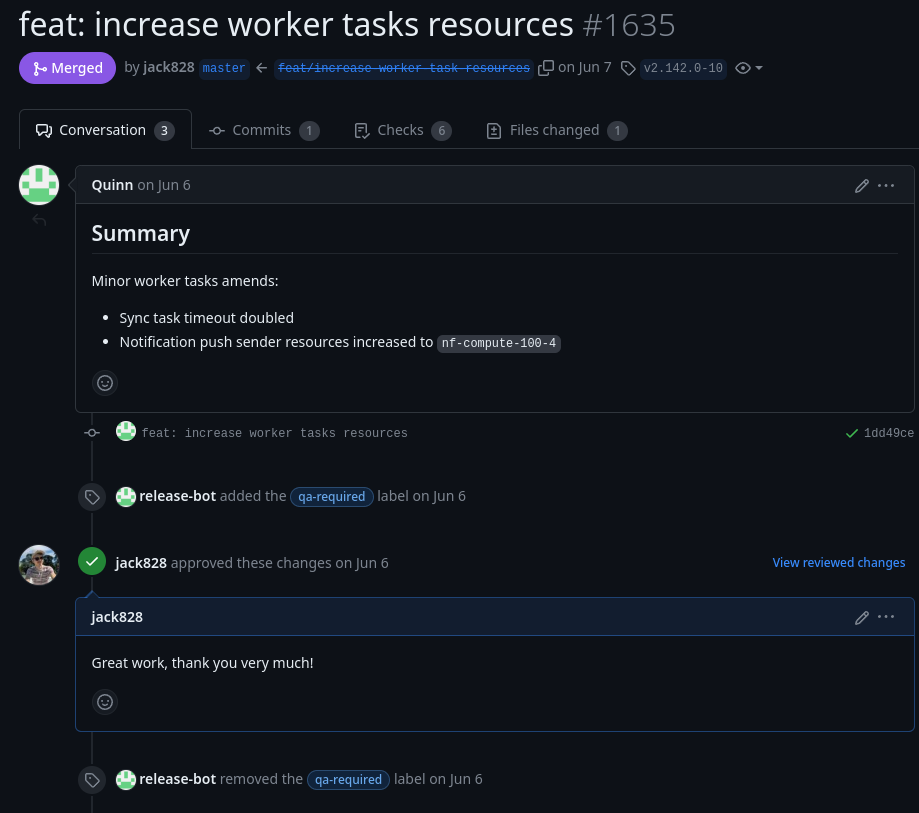 feat: increase worker tasks resources #1635
Merged by jack828 master ← feat/increase-worker-task-resources on Jun 7 v2.142.0-10
Conversation 3 Commits 1 Checks 6 Files changed 1
Quinn on Jun 6
Summary
Minor worker tasks amends:
• Sync task timeout doubled
• Notification push sender resources increased to nf-compute-100-4
feat: increase worker tasks resources 1dd49ce
release-bot added the qa-required label on Jun 6
jack828 approved these changes on Jun 6 View reviewed changes
jack828
Great work, thank you very much!
release-bot removed the qa-required label on Jun 6